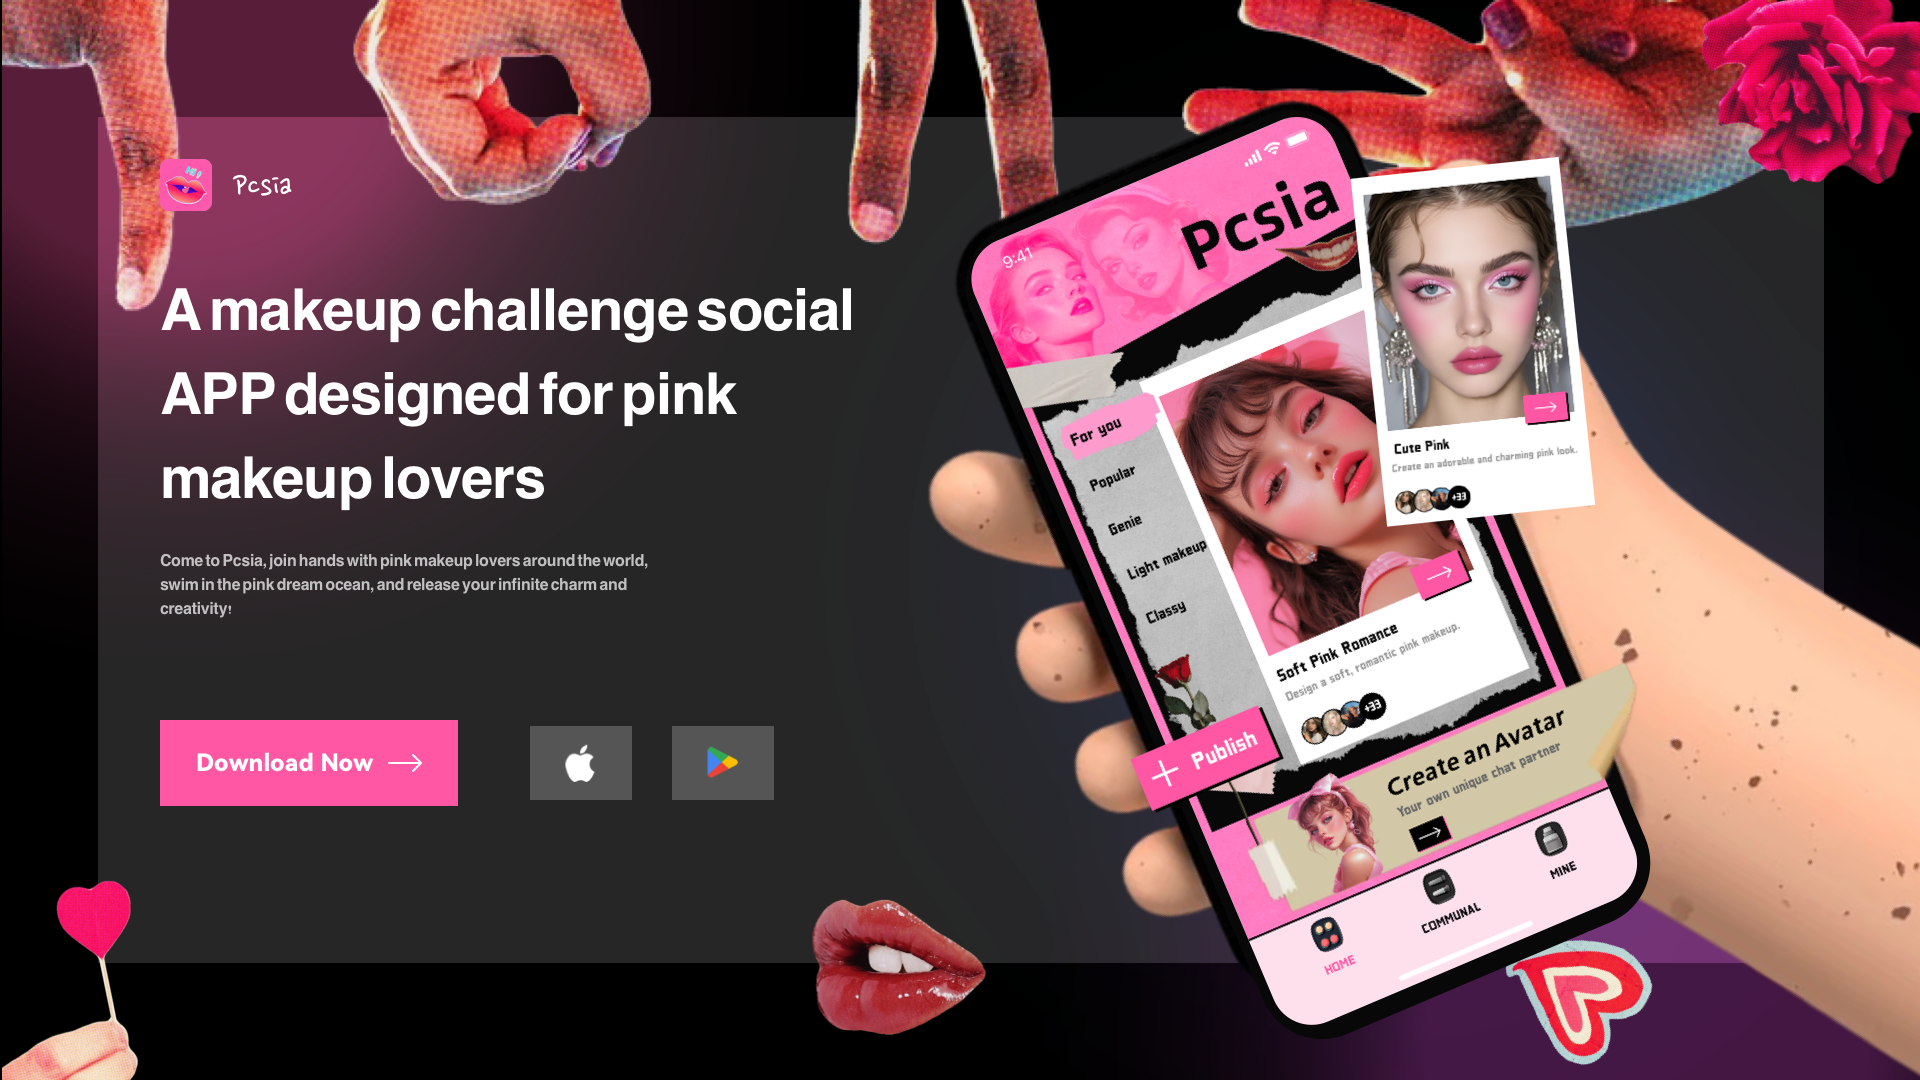 Pcsia
A makeup challenge social
APP designed for pink
makeup lovers
Come to Pcsia, join hands with pink makeup lovers around the world,
swim in the pink dream ocean, and release your infinite charm and
creativity!
Download Now
9:41
Pcsia
For you
Popular
Genie
Light makeup
Classy
Soft Pink Romance
Design a soft, romantic pink makeup.
+33
Cute Pink
Create an adorable and charming pink look.
+33
Publish
Create an Avatar
Your own unique chat partner
HOME
COMMUNAL
MINE